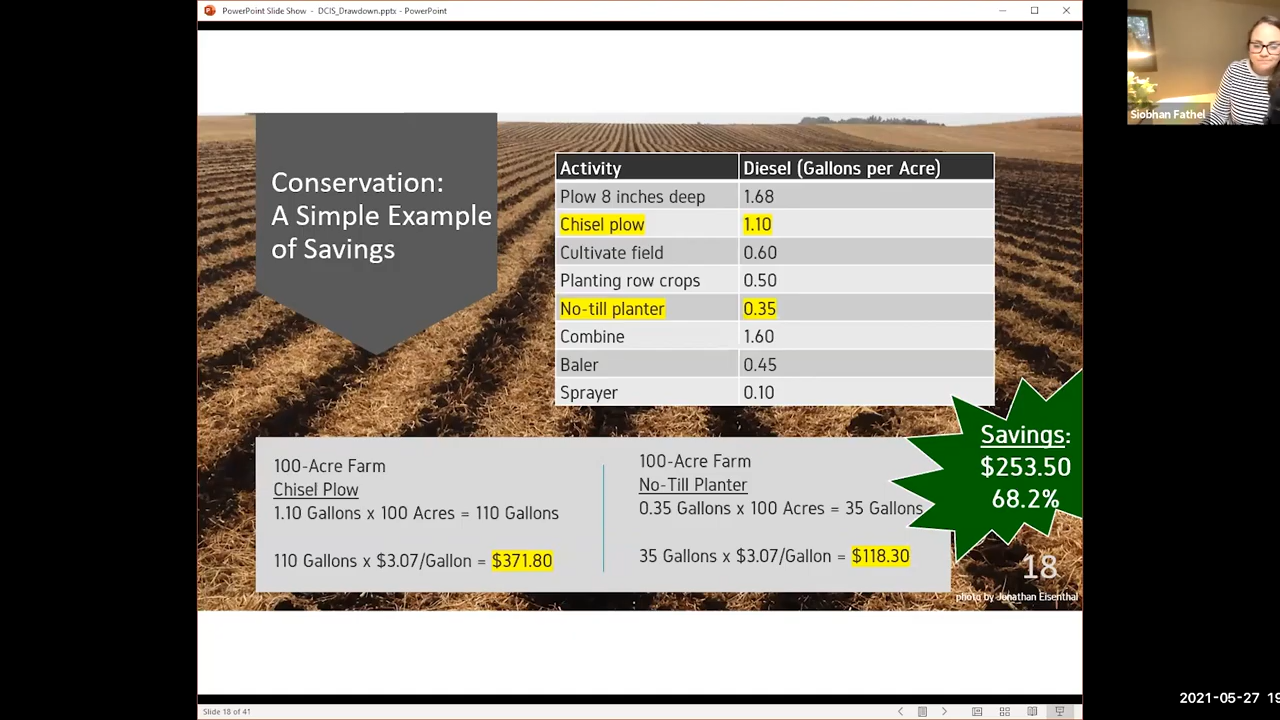 PowerPoint Slide Show - DCIS_Drawdown.pptx - PowerPoint
Siobhan Fathel
Conservation:
A Simple Example
of Savings
Activity Diesel (Gallons per Acre)
Plow 8 inches deep 1.68
Chisel plow 1.10
Cultivate field 0.60
Planting row crops 0.50
No-till planter 0.35
Combine 1.60
Baler 0.45
Sprayer 0.10
Savings:
$253.50
68.2%
100-Acre Farm
Chisel Plow
1.10 Gallons x 100 Acres = 110 Gallons
110 Gallons x $3.07/Gallon = $371.80
100-Acre Farm
No-Till Planter
0.35 Gallons x 100 Acres = 35 Gallons
35 Gallons x $3.07/Gallon = $118.30
18
photo by Jonathan Eisenthal
2021-05-27 19
Slide 18 of 41